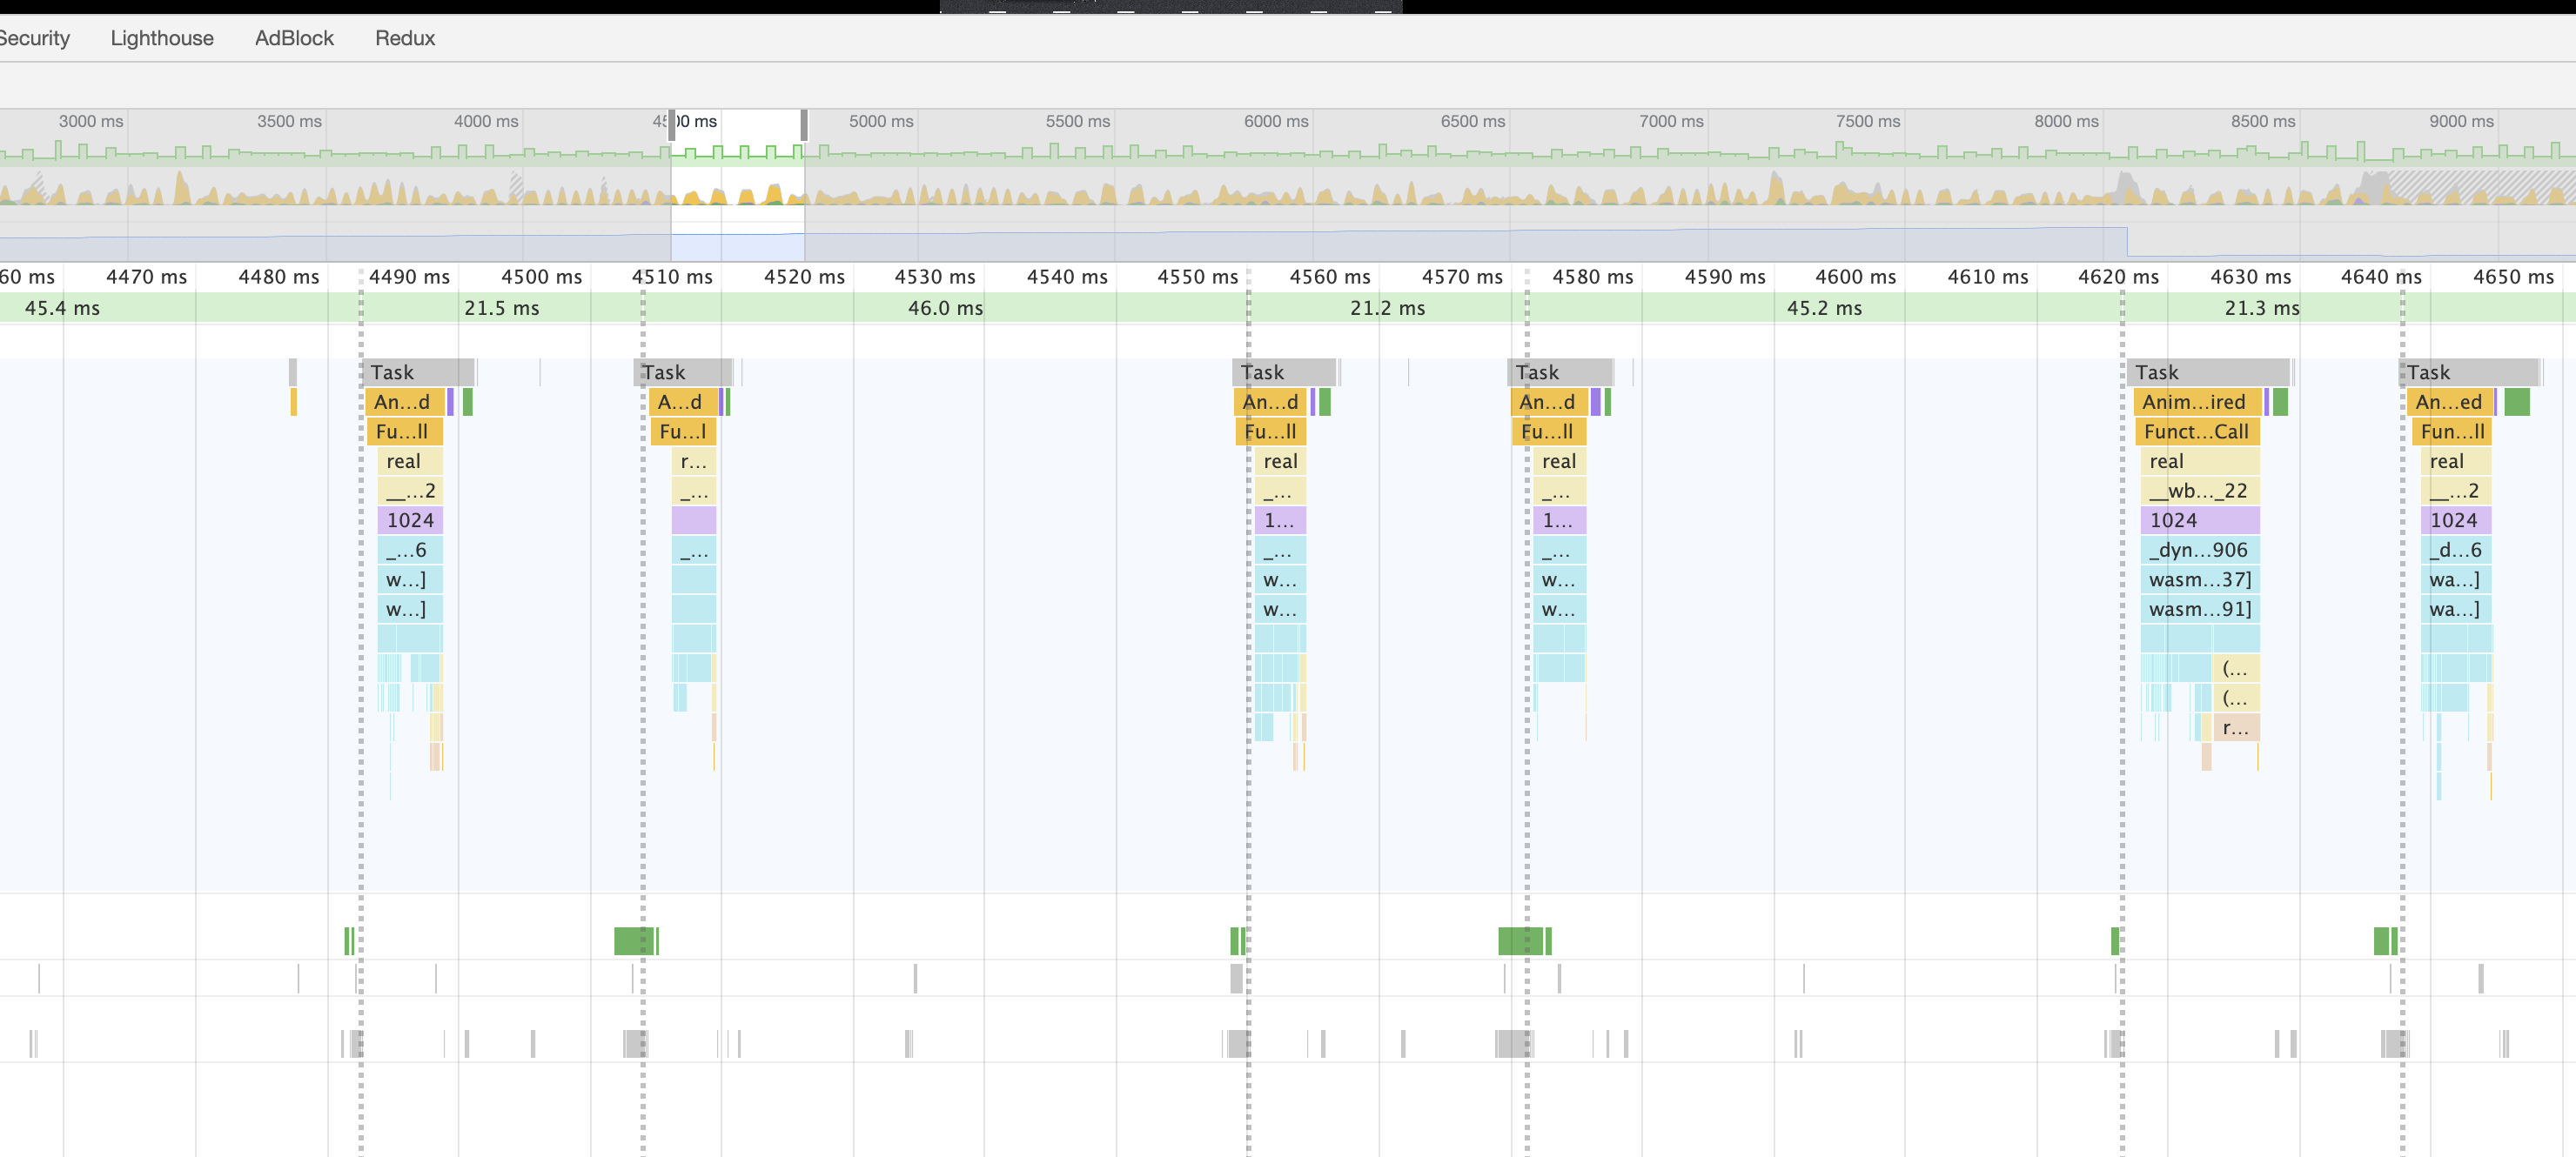 Security Lighthouse AdBlock Redux
3000 ms 3500 ms 4000 ms 4500 ms 5000 ms 5500 ms 6000 ms 6500 ms 7000 ms 7500 ms 8000 ms 8500 ms 9000 ms
60 ms 4470 ms 4480 ms 4490 ms 4500 ms 4510 ms 4520 ms 4530 ms 4540 ms 4550 ms 4560 ms 4570 ms 4580 ms 4590 ms 4600 ms 4610 ms 4620 ms 4630 ms 4640 ms 4650 ms
45.4 ms 21.5 ms 46.0 ms 21.2 ms 45.2 ms 21.3 ms
Task Task Task Task Task Task
An...d A...d An...d An...d Anim...ired An...ed
Fu...ll Fu...l Fu...ll Fu...ll Funct...Call Fun...ll
real r... real real real real
__...2 _... _... _... __wb..._22 __...2
1024 1... 1... 1024 1024
_...6 _... _... _... _dyn...906 _d...6
w...] w... w... wasm...37] wa...]
w...] w... w... wasm...91] wa...]
(...
(...
r...